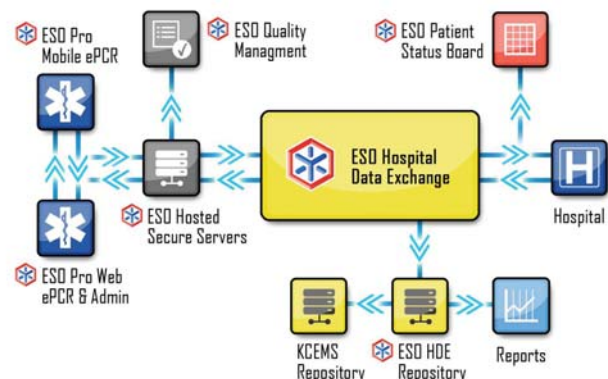 ESO Pro
Mobile ePCR
ESO Quality
Managment
ESO Patient
Status Board
ESO Hospital
Data Exchange
H
Hospital
ESO Hosted
Secure Servers
ESO Pro Web
ePCR & Admin
KCEMS
Repository
ESO HDE
Repository
Reports